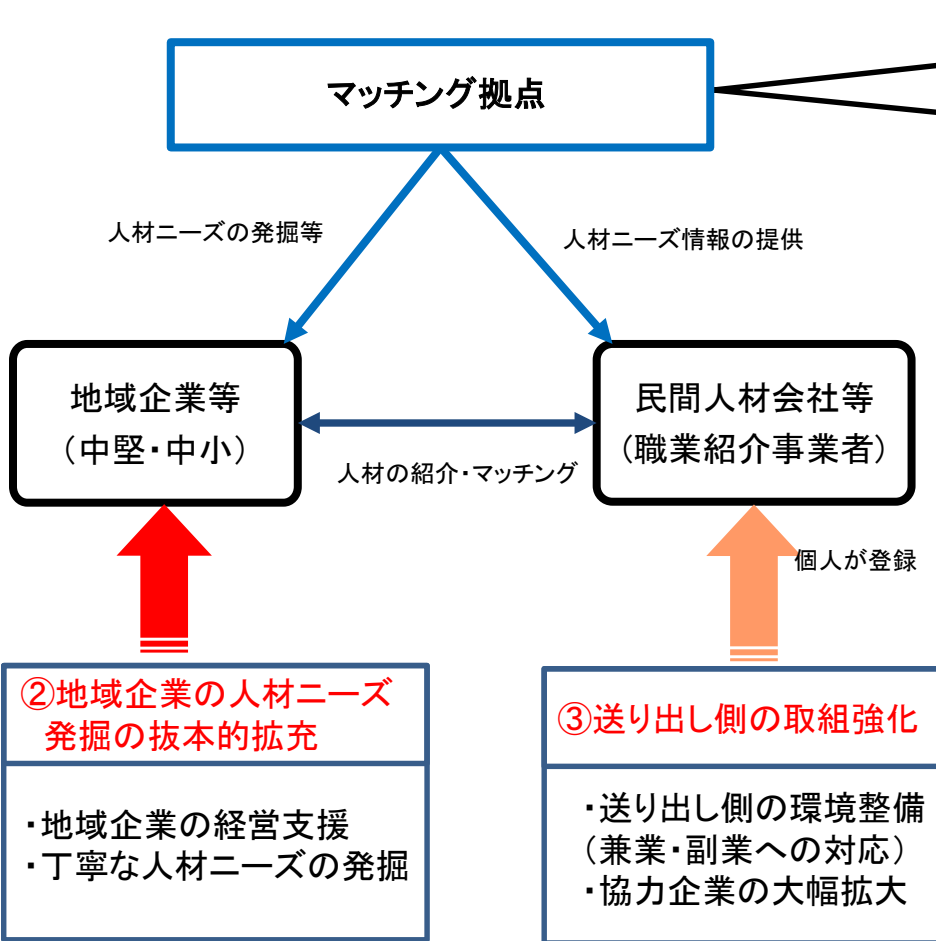 マッチング拠点
人材ニーズの発掘等
人材ニーズ情報の提供
地域企業等
（中堅・中小）
民間人材会社等
（職業紹介事業者）
人材の紹介・マッチング
個人が登録
②地域企業の人材ニーズ
発掘の抜本的拡充
・地域企業の経営支援
・丁寧な人材ニーズの発掘
③送り出し側の取組強化
・送り出し側の環境整備
（兼業・副業への対応）
・協力企業の大幅拡大